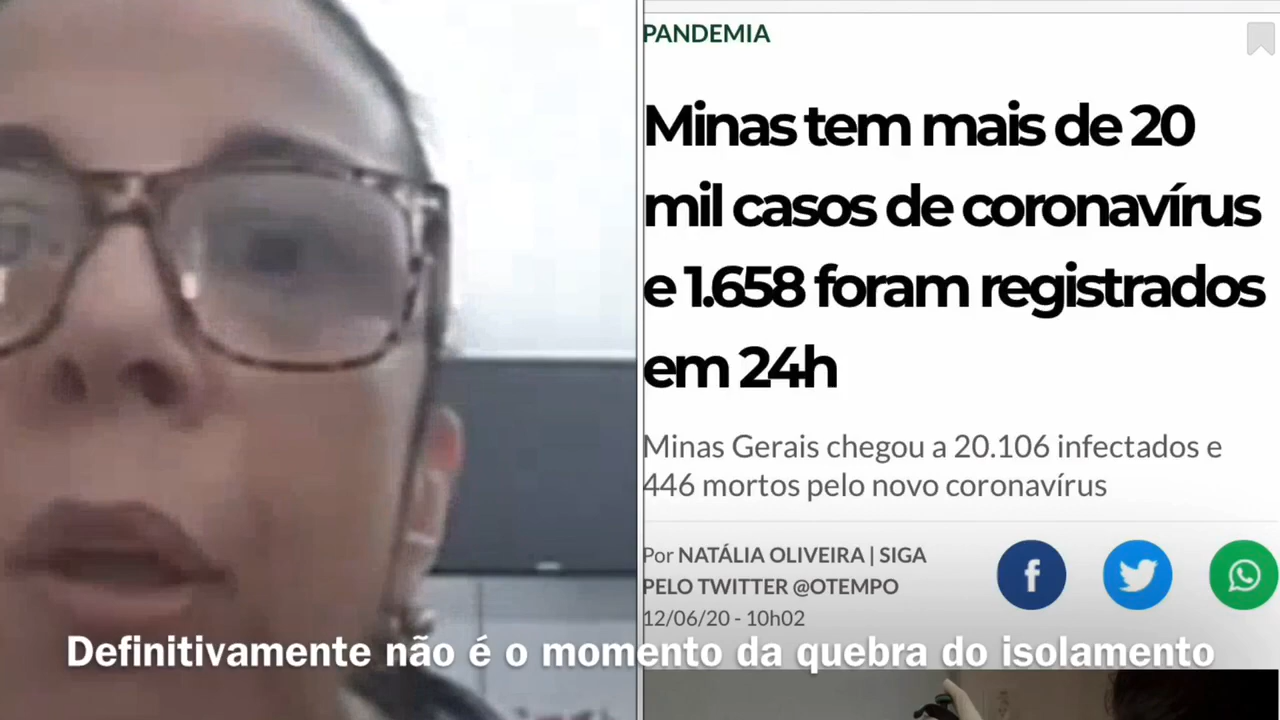 PANDEMIA
Minas tem mais de 20
mil casos de coronavírus
e 1.658 foram registrados
em 24h
Minas Gerais chegou a 20.106 infectados e
446 mortos pelo novo coronavírus
Por NATÁLIA OLIVEIRA | SIGA
PELO TWITTER @OTEMPO
12/06/20 - 10h02
Definitivamente não é o momento da quebra do isolamento